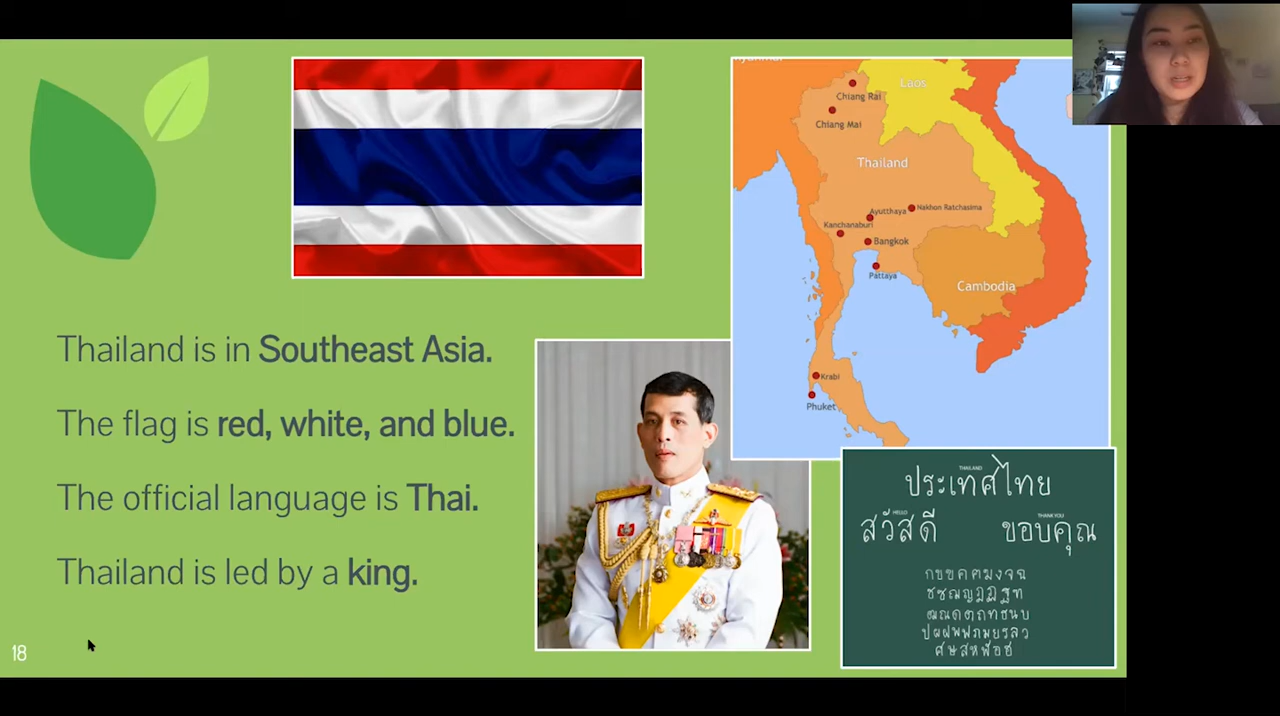 Laos
Chiang Rai
Chiang Mai
Thailand
Ayutthaya
Nakhon Ratchasima
Kanchanaburi
Bangkok
Pattaya
Cambodia
Krabi
Phuket
Thailand is in Southeast Asia.
The flag is red, white, and blue.
The official language is Thai.
Thailand is led by a king.
THAILAND
ประเทศไทย
HELLO
สวัสดี
THANK YOU
ขอบคุณ
กขฃคฅฆงจฉ
ชซฌญฎฏฐฑ
ฒณดตถทธนบ
ปผฝพฟภมยรลว
ศษสหฬอฮ
18